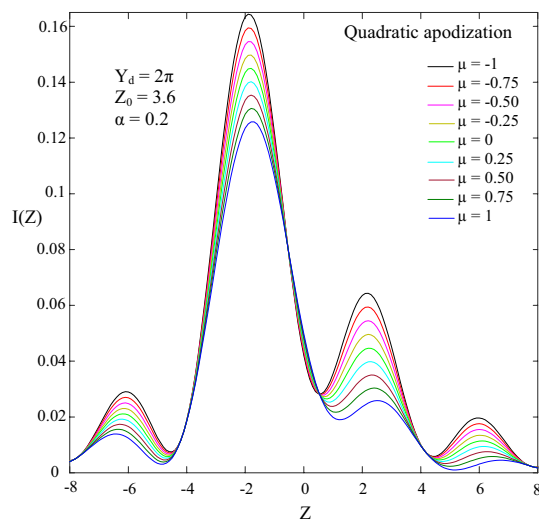 Quadratic apodization
Y_d = 2π
Z_0 = 3.6
α = 0.2
μ = -1
μ = -0.75
μ = -0.50
μ = -0.25
μ = 0
μ = 0.25
μ = 0.50
μ = 0.75
μ = 1
I(Z)
0.16
0.14
0.12
0.1
0.08
0.06
0.04
0.02
0
-8 -6 -4 -2 0 2 4 6 8
Z